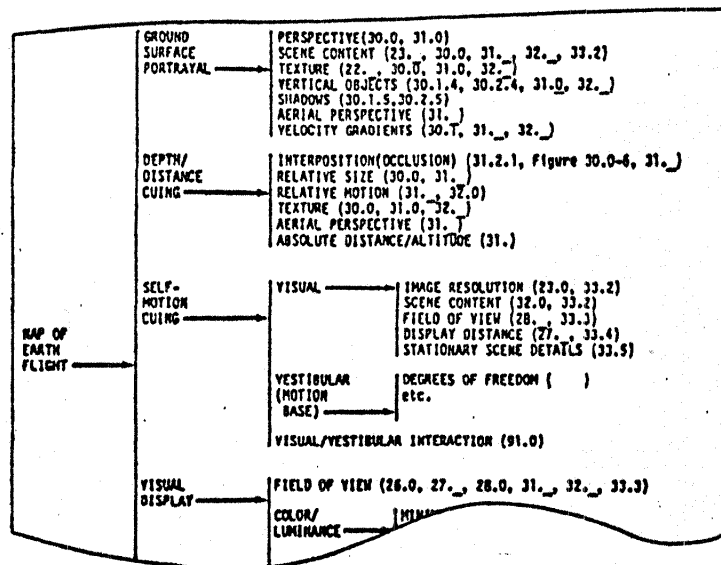 GROUND SURFACE PORTRAYAL
PERSPECTIVE(30.0, 31.0)
SCENE CONTENT (23._, 30.0, 31._, 32._, 33.2)
TEXTURE (22._, 30.0, 31.0, 32._)
VERTICAL OBJECTS (30.1.4, 30.2.4, 31.0, 32._)
SHADOWS (30.1.5,30.2.5)
AERIAL PERSPECTIVE (31._)
VELOCITY GRADIENTS (30.1, 31._, 32._)
DEPTH/ DISTANCE CUING
INTERPOSITION(OCCLUSION) (31.2.1, Figure 30.0-6, 31._)
RELATIVE SIZE (30.0, 31._)
RELATIVE MOTION (31._, 32.0)
TEXTURE (30.0, 31.0, 32._)
AERIAL PERSPECTIVE (31._)
ABSOLUTE DISTANCE/ALTITUDE (31.)
NAP OF EARTH FLIGHT
SELF- MOTION CUING
VISUAL
IMAGE RESOLUTION (23.0, 33.2)
SCENE CONTENT (32.0, 33.2)
FIELD OF VIEW (28._, 33.3)
DISPLAY DISTANCE (27._, 33.4)
STATIONARY SCENE DETAILS (33.5)
VESTIBULAR (MOTION BASE)
DEGREES OF FREEDOM ( )
etc.
VISUAL/VESTIBULAR INTERACTION (91.0)
VISUAL DISPLAY
FIELD OF VIEW (26.0, 27._, 28.0, 31._, 32._, 33.3)
COLOR/ LUMINANCE